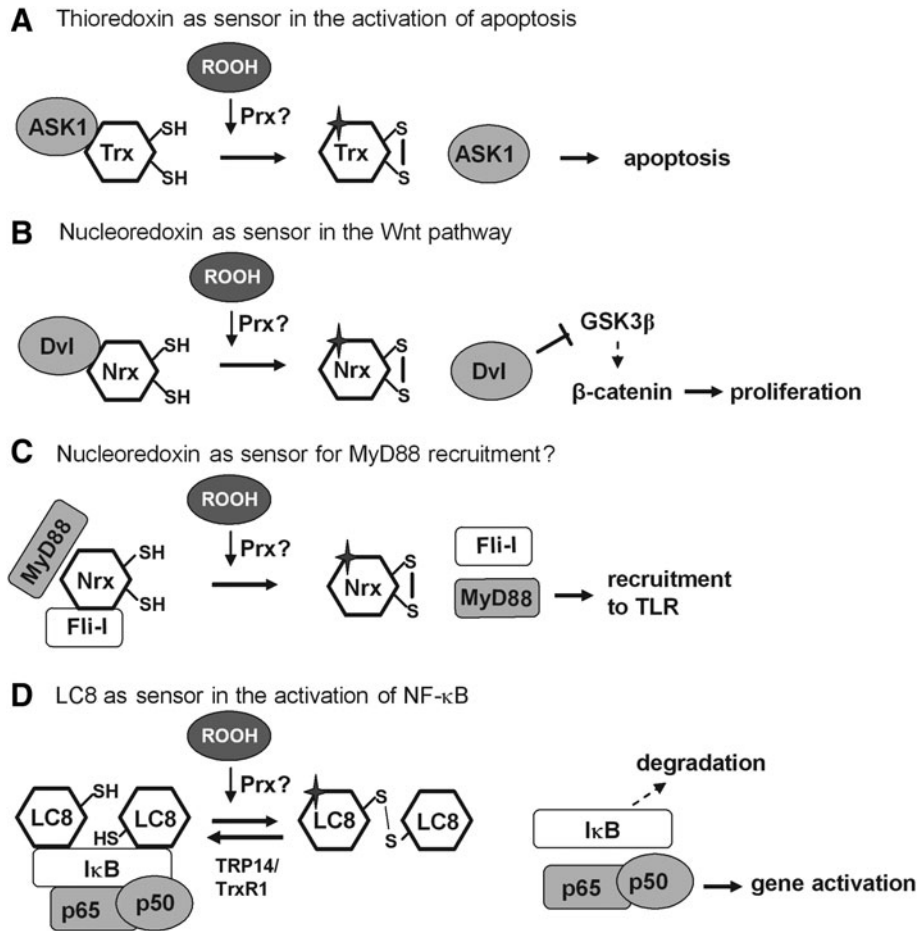 A Thioredoxin as sensor in the activation of apoptosis
ROOH
Prx?
ASK1
Trx
SH
SH
Trx
S
S
ASK1
apoptosis
B Nucleoredoxin as sensor in the Wnt pathway
ROOH
Prx?
Dvl
Nrx
SH
SH
Nrx
S
S
Dvl
GSK3β
β-catenin
proliferation
C Nucleoredoxin as sensor for MyD88 recruitment?
ROOH
Prx?
MyD88
Nrx
SH
SH
Fli-I
Nrx
S
S
Fli-I
MyD88
recruitment
to TLR
D LC8 as sensor in the activation of NF-κB
ROOH
Prx?
LC8
SH
HS
LC8
IκB
p65
p50
TRP14/
TrxR1
LC8
S
S
LC8
degradation
IκB
p65
p50
gene activation